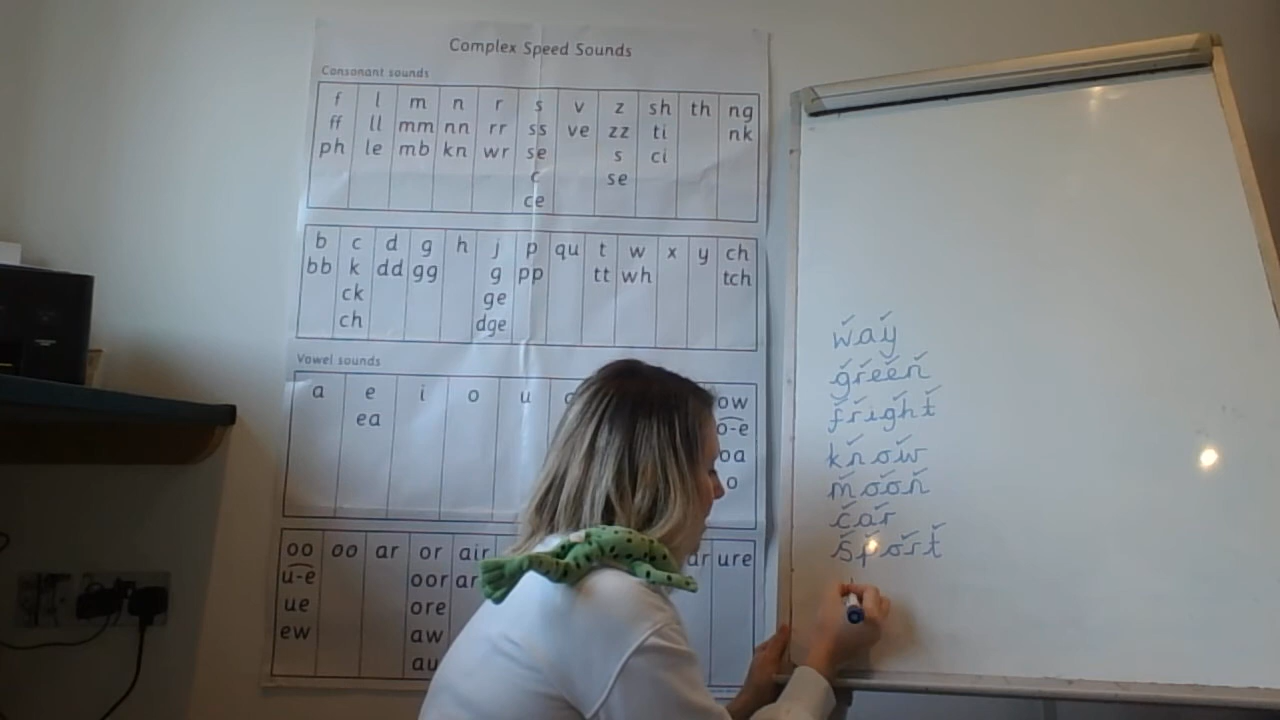 Complex Speed Sounds
Consonant sounds
f l m n r s v z sh th ng
ff ll mm nn rr ss ve zz ti nk
ph le mb kn wr se s ci
c se
ce
b c d g h j p qu t w x y ch
bb k dd gg g pp tt wh tch
ck ge
ch dge
Vowel sounds
a e i o u ow
ea o-e
oa
o
oo oo ar or air ure
u-e oor ar
ue ore
ew aw
au
way
green
fright
know
moon
car
sport